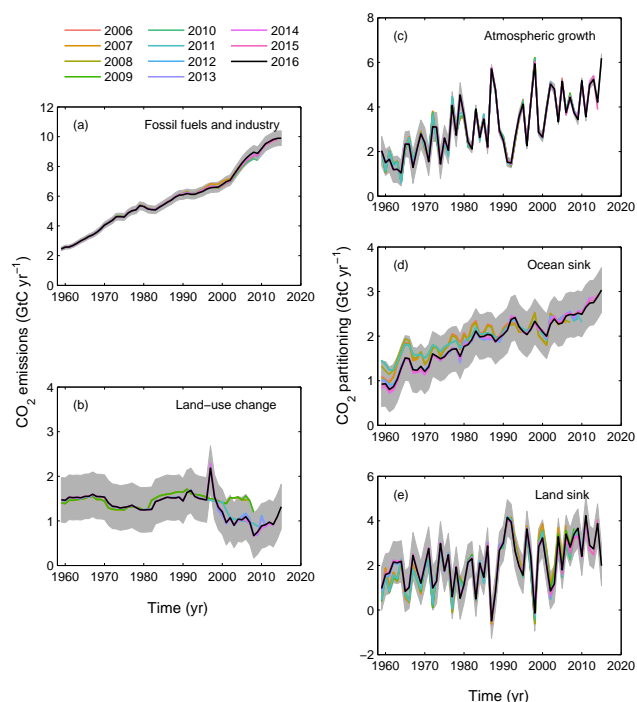 2006 2010 2014
2007 2011 2015
2008 2012 2016
2009 2013
(a) Fossil fuels and industry
12
10
8
6
4
2
0
1960 1970 1980 1990 2000 2010 2020
CO2 emissions (GtC yr−1)
(b) Land−use change
4
3
2
1
0
1960 1970 1980 1990 2000 2010 2020
Time (yr)
(c) Atmospheric growth
8
6
4
2
0
1960 1970 1980 1990 2000 2010 2020
CO2 partitioning (GtC yr−1)
(d) Ocean sink
4
3
2
1
0
1960 1970 1980 1990 2000 2010 2020
(e) Land sink
6
4
2
0
−2
1960 1970 1980 1990 2000 2010 2020
Time (yr)